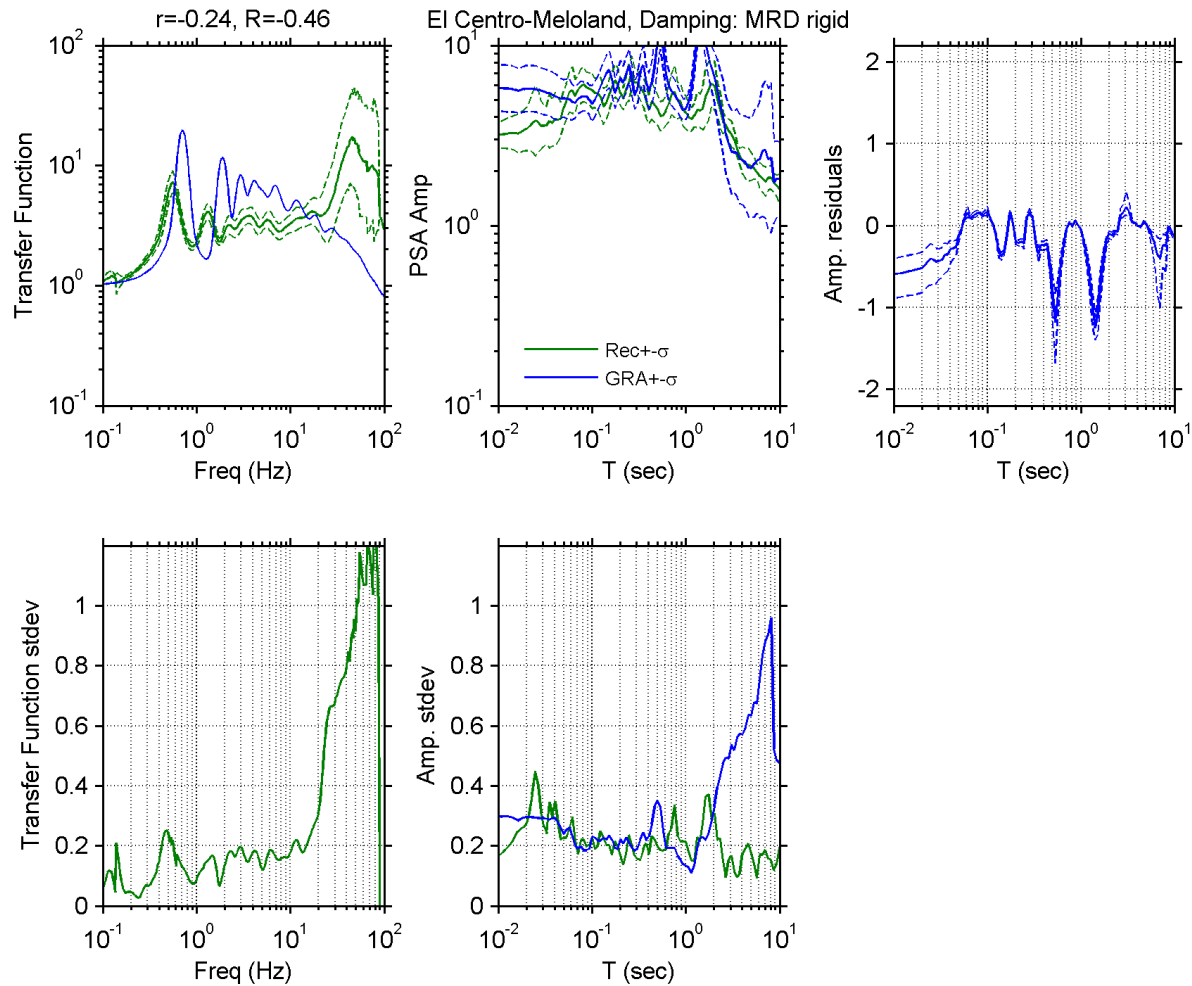 r=-0.24, R=-0.46
El Centro-Meloland, Damping: MRD rigid
Transfer Function
10^2
10^1
10^0
10^-1
10^-1 10^0 10^1 10^2
Freq (Hz)
PSA Amp
10^1
10^0
10^-1
Rec+-σ
GRA+-σ
10^-2 10^-1 10^0 10^1
T (sec)
Amp. residuals
2
1
0
-1
-2
10^-2 10^-1 10^0 10^1
T (sec)
Transfer Function stdev
1
0.8
0.6
0.4
0.2
0
10^-1 10^0 10^1 10^2
Freq (Hz)
Amp. stdev
1
0.8
0.6
0.4
0.2
0
10^-2 10^-1 10^0 10^1
T (sec)